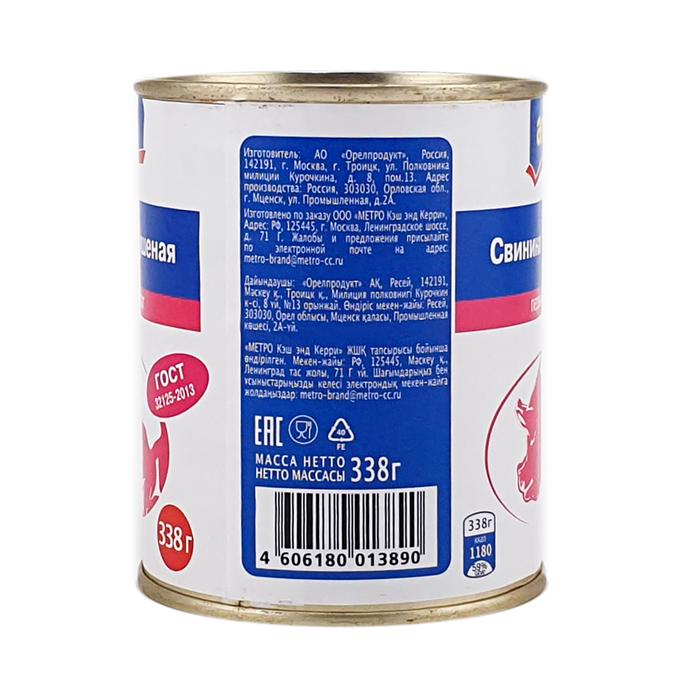 Изготовитель: АО «Орелпродукт», Россия,
142191, г. Москва, г. Троицк, ул. Полковника
милиции Курочкина, д. 8, пом.13. Адрес
производства: Россия, 303030, Орловская обл.,
г. Мценск, ул. Промышленная, д.2А.
Изготовлено по заказу ООО «МЕТРО Кэш энд Керри»,
Адрес: РФ, 125445, г. Москва, Ленинградское шоссе,
д. 71 Г. Жалобы и предложения присылайте
по электронной почте на адрес:
metro-brand@metro-cc.ru
Дайындаушы: «Орелпродукт» АҚ, Ресей, 142191,
Мәскеу қ., Троицк қ., Милиция полковнигі Курочкин
к-сі, 8 үй, №13 орынжай. Өндіріс мекен-жайы: Ресей,
303030, Орел облысы, Мценск қаласы, Промышленная
көшесі, 2А-үй.
«МЕТРО Кэш энд Керри» ЖШҚ тапсырысы бойынша
өндірілген. Мекен-жайы: РФ, 125445, Мәскеу қ.,
Ленинград тас жолы, 71 Г үй. Шағымдарыңыз бен
ұсыныстарыңызды келесі электрондық мекен-жайға
жолдаңыздар: metro-brand@metro-cc.ru
EAC
40
FE
МАССА НЕТТО
НЕТТО МАССАСЫ 338г
4 606180 013890
шеная
ГОСТ
32125-2013
338г
Свинина
338г
ккал
1180
59%